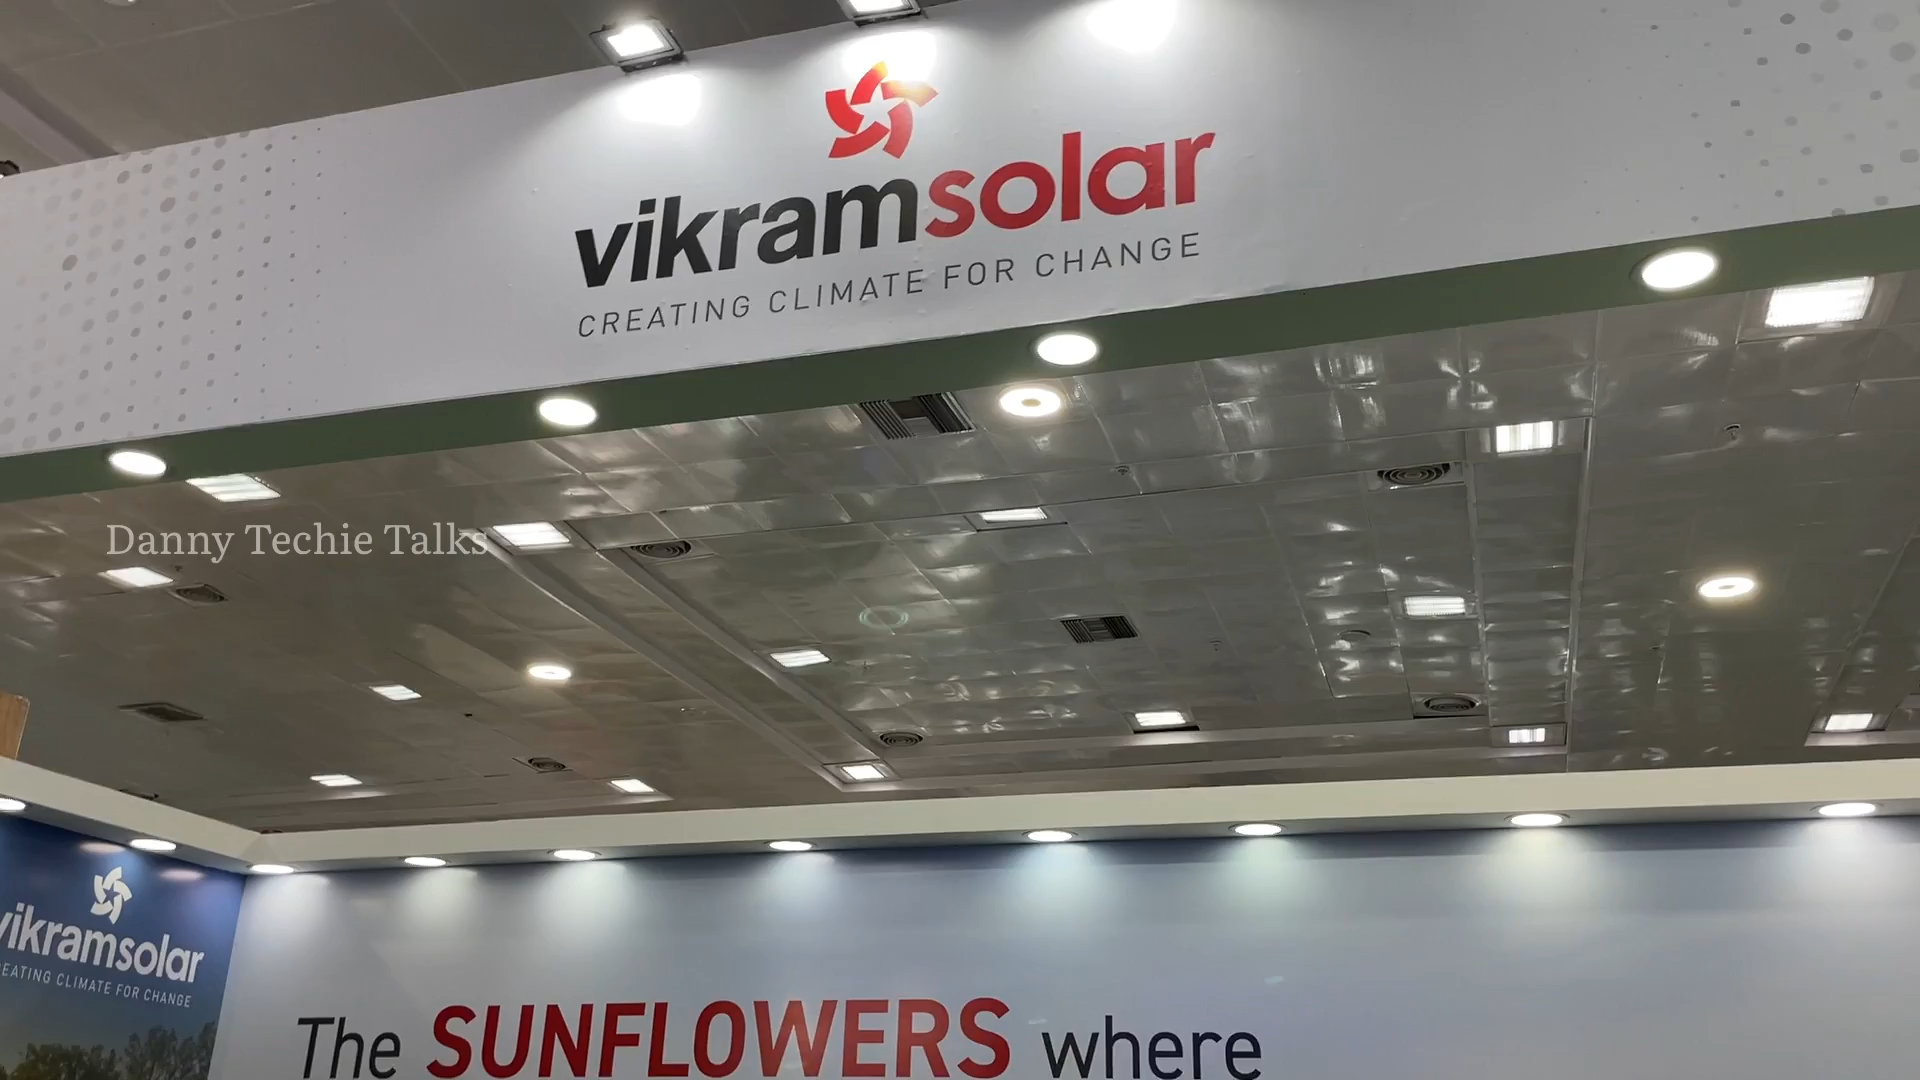 vikramsolar
CREATING CLIMATE FOR CHANGE
Danny Techie Talks
vikramsolar
CREATING CLIMATE FOR CHANGE
The SUNFLOWERS where